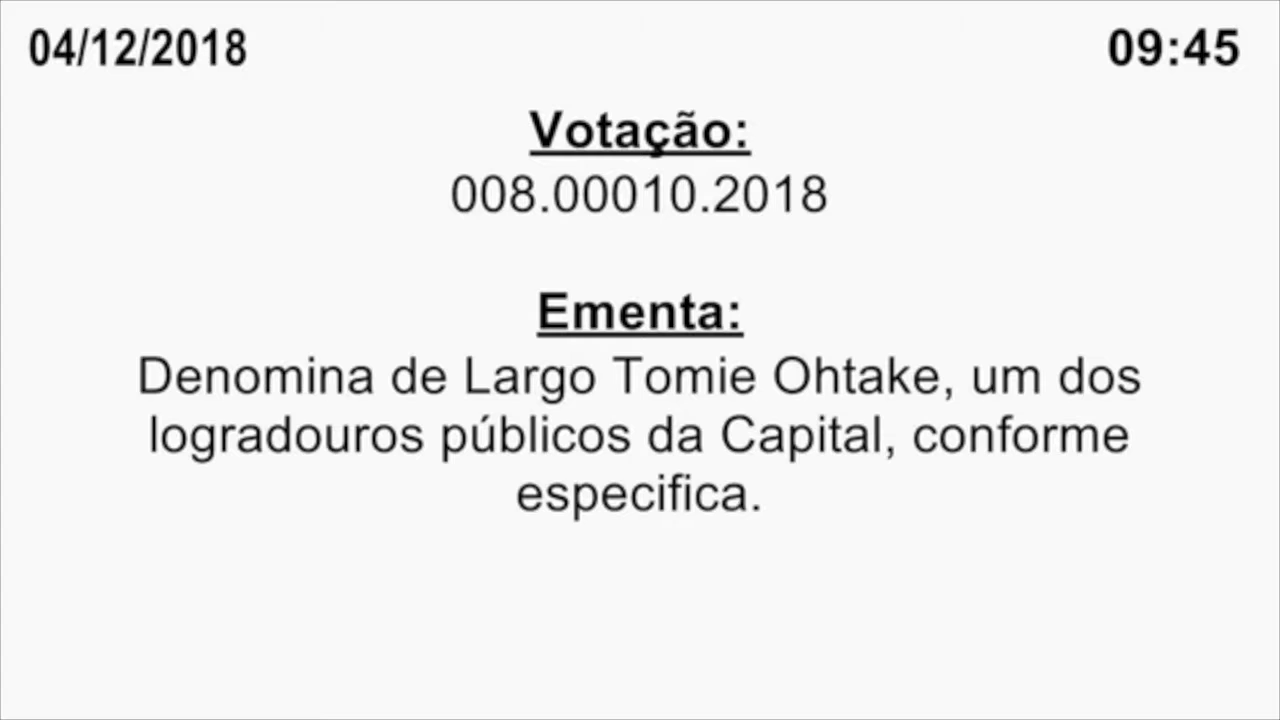 04/12/2018
09:45
Votação:
008.00010.2018
Ementa:
Denomina de Largo Tomie Ohtake, um dos
logradouros públicos da Capital, conforme
especifica.